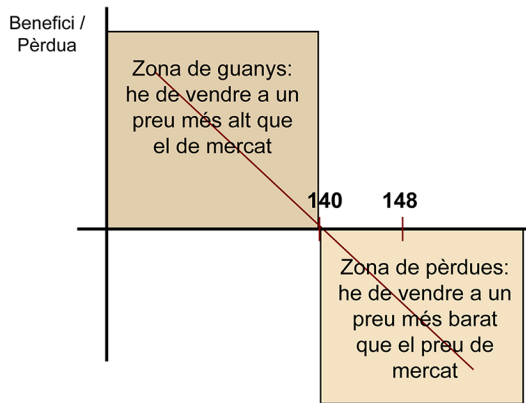 Benefici /
Pèrdua
Zona de guanys:
he de vendre a un
preu més alt que
el de mercat
140
148
Zona de pèrdues:
he de vendre a un
preu més barat
que el preu de
mercat